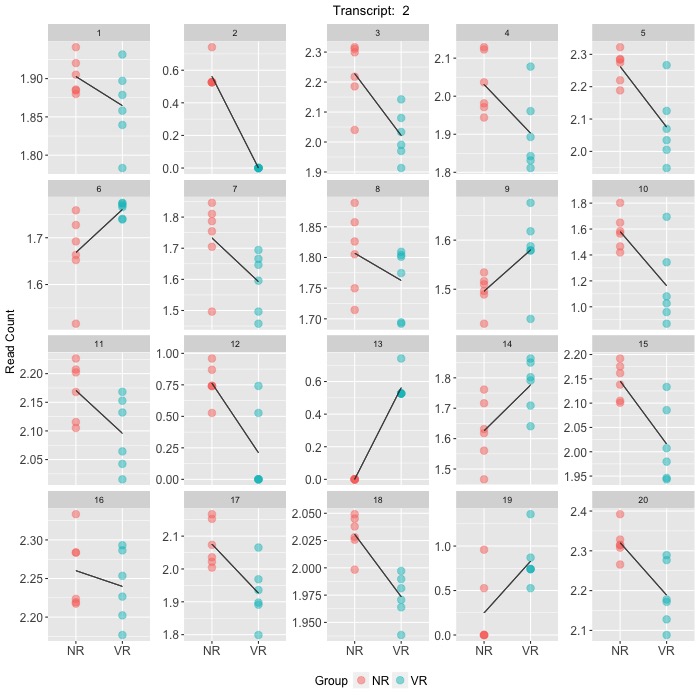 Transcript: 2
1 2 3 4 5
1.90 0.6 2.3 2.1 2.3
1.85 0.4 2.2 2.0 2.2
1.80 0.2 2.1 1.9 2.1
0.0 2.0 1.8 2.0
1.9
6 7 8 9 10
1.7 1.8 1.85 1.6 1.8
1.6 1.7 1.80 1.5 1.6
1.6 1.75 1.4
1.5 1.70 1.2
1.0
Read Count
11 12 13 14 15
2.20 1.00 0.6 1.8 2.20
2.15 0.75 0.4 1.7 2.15
2.10 0.50 0.2 1.6 2.10
2.05 0.25 0.0 1.5 2.05
0.00 2.00
1.95
16 17 18 19 20
2.30 2.1 2.050 1.0 2.4
2.25 2.0 2.025 0.5 2.3
2.20 1.9 2.000 0.0 2.2
1.8 1.975 2.1
1.950
NR VR NR VR NR VR NR VR NR VR
Group NR VR